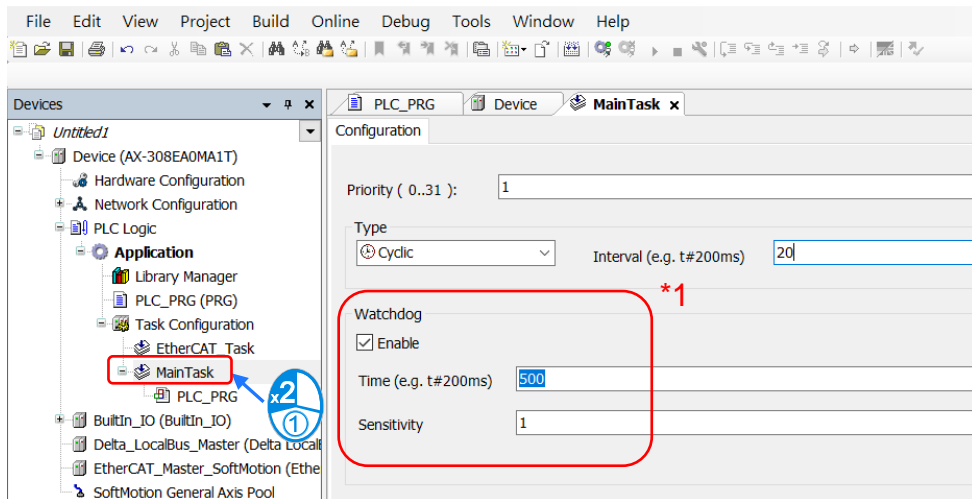 File Edit View Project Build Online Debug Tools Window Help
Devices
Untitled1
Device (AX-308EA0MA1T)
Hardware Configuration
Network Configuration
PLC Logic
Application
Library Manager
PLC_PRG (PRG)
Task Configuration
EtherCAT_Task
MainTask
PLC_PRG
BuiltIn_IO (BuiltIn_IO)
Delta_LocalBus_Master (Delta Local
EtherCAT_Master_SoftMotion (Ethe
SoftMotion General Axis Pool
x2
1
PLC_PRG Device MainTask
Configuration
Priority ( 0..31 ): 1
Type
Cyclic Interval (e.g. t#200ms) 20
*1
Watchdog
Enable
Time (e.g. t#200ms) 500
Sensitivity 1